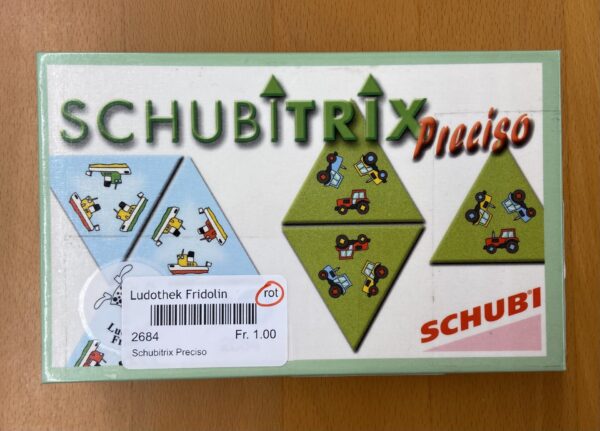 SCHUBITRIX
Preciso
Ludothek Fridolin
rot
2684
Fr. 1.00
Schubitrix Preciso
SCHUBI